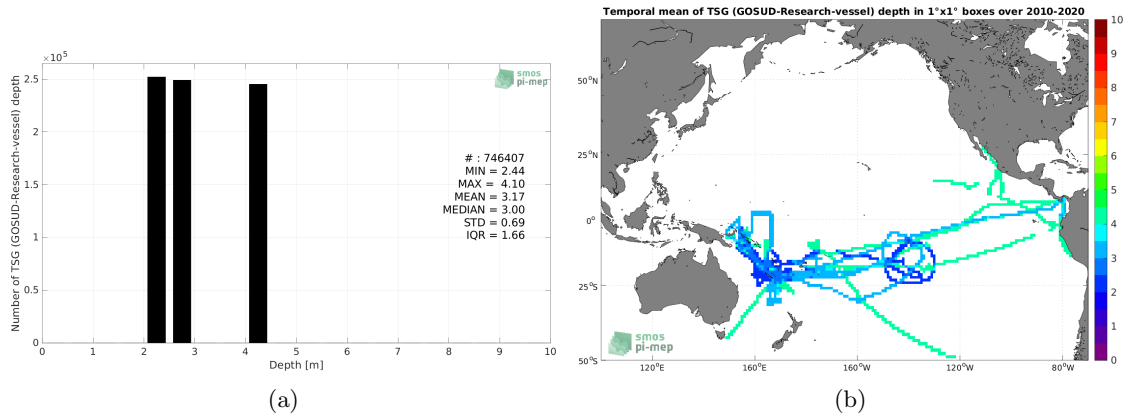 ×10⁵
2.5
2
1.5
1
0.5
0
0 1 2 3 4 5 6 7 8 9 10
Depth [m]
Number of TSG (GOSUD-Research-vessel) depth
smos
pi-mep
# : 746407
MIN = 2.44
MAX = 4.10
MEAN = 3.17
MEDIAN = 3.00
STD = 0.69
IQR = 1.66
(a)
Temporal mean of TSG (GOSUD-Research-vessel) depth in 1°x1° boxes over 2010-2020
50°N
25°N
0°
25°S
50°S
120°E 160°E 160°W 120°W 80°W
smos
pi-mep
10
9
8
7
6
5
4
3
2
1
0
(b)